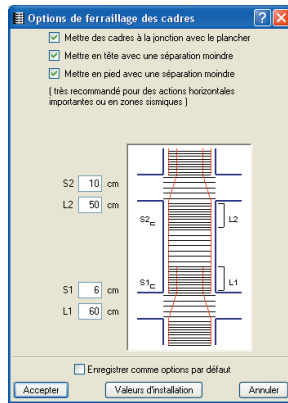 Options de ferraillage des cadres
Mettre des cadres à la jonction avec le plancher
Mettre en tête avec une séparation moindre
Mettre en pied avec une séparation moindre
( très recommandé pour des actions horizontales
importantes ou en zones sismiques )
S2 10 cm
L2 50 cm
S2
L2
S1 6 cm
L1 60 cm
S1
L1
Enregistrer comme options par défaut
Accepter
Valeurs d'installation
Annuler